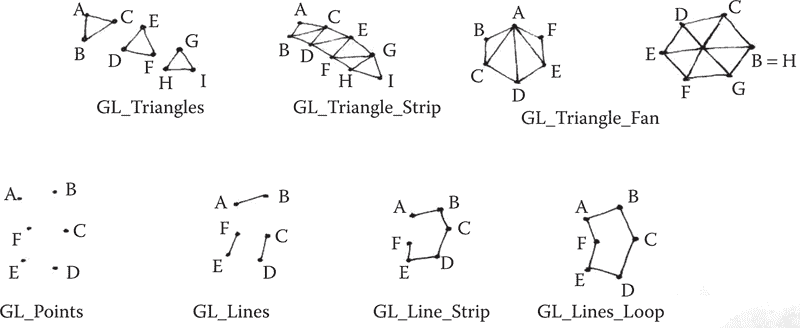 A C E G
B D F H I
GL_Triangles
A C E G
B D F H I
GL_Triangle_Strip
A
B F
C E
D
D C
E B = H
F G
GL_Triangle_Fan
A B
F C
E D
GL_Points
A B
F C
E D
GL_Lines
A B
C
F
E D
GL_Line_Strip
A B
F C
E D
GL_Lines_Loop